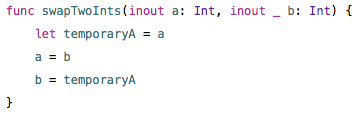 func swapTwoInts(inout a: Int, inout _ b: Int) {
    let temporaryA = a
    a = b
    b = temporaryA
}